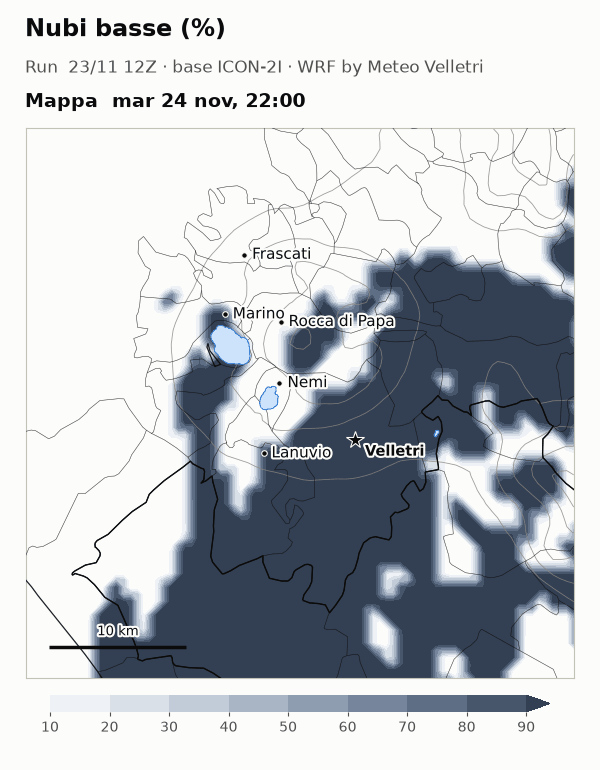 Nubi basse (%)
Run  23/11 12Z · base ICON-2I · WRF by Meteo Velletri
Mappa  mar 24 nov, 22:00
Frascati
Marino
Rocca di Papa
Nemi
Velletri
Lanuvio
10 km
10 20 30 40 50 60 70 80 90